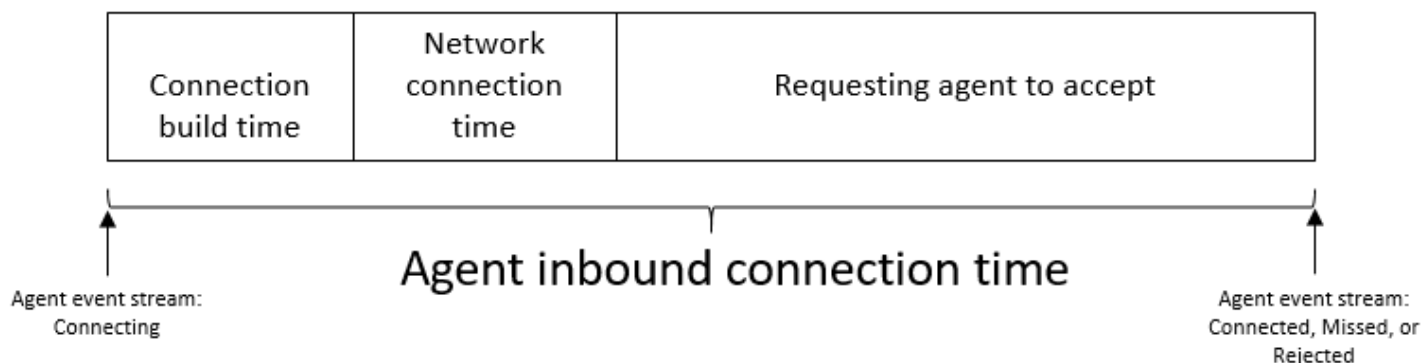 Connection
build time
Network
connection
time
Requesting agent to accept
Agent inbound connection time
Agent event stream:
Connecting
Agent event stream:
Connected, Missed, or
Rejected